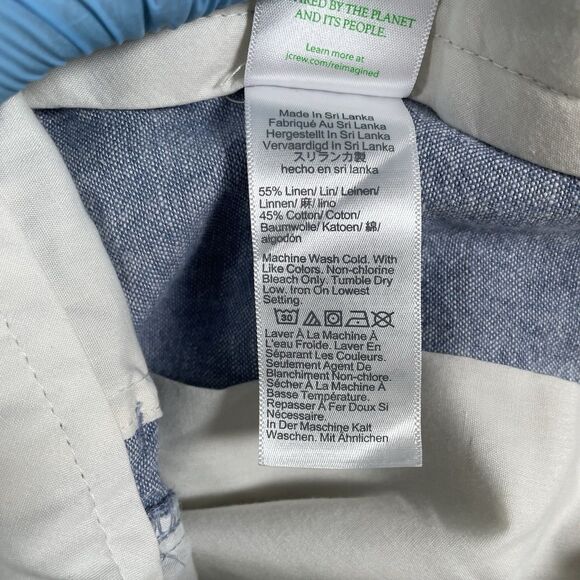 BY THE PLANET
AND ITS PEOPLE.
Learn more at
jcrew.com/reimagined
Made In Sri Lanka
Fabriqué Au Sri Lanka
Hergestellt In Sri Lanka
Vervaardigd In Sri Lanka
スリランカ製
hecho en sri lanka
55% Linen/ Lin/ Leinen/
Linnen/ 麻/ lino
45% Cotton/ Coton/
Baumwolle/ Katoen/ 綿/
algodón
Machine Wash Cold. With
Like Colors. Non-chlorine
Bleach Only. Tumble Dry
Low. Iron On Lowest
Setting.
30
Laver À La Machine À
L'eau Froide. Laver En
Séparant Les Couleurs.
Seulement Agent De
Blanchiment Non-chlore.
Sécher À La Machine À
Basse Température.
Repasser À Fer Doux Si
Nécessaire.
In Der Maschine Kalt
Waschen. Mit Ähnlichen